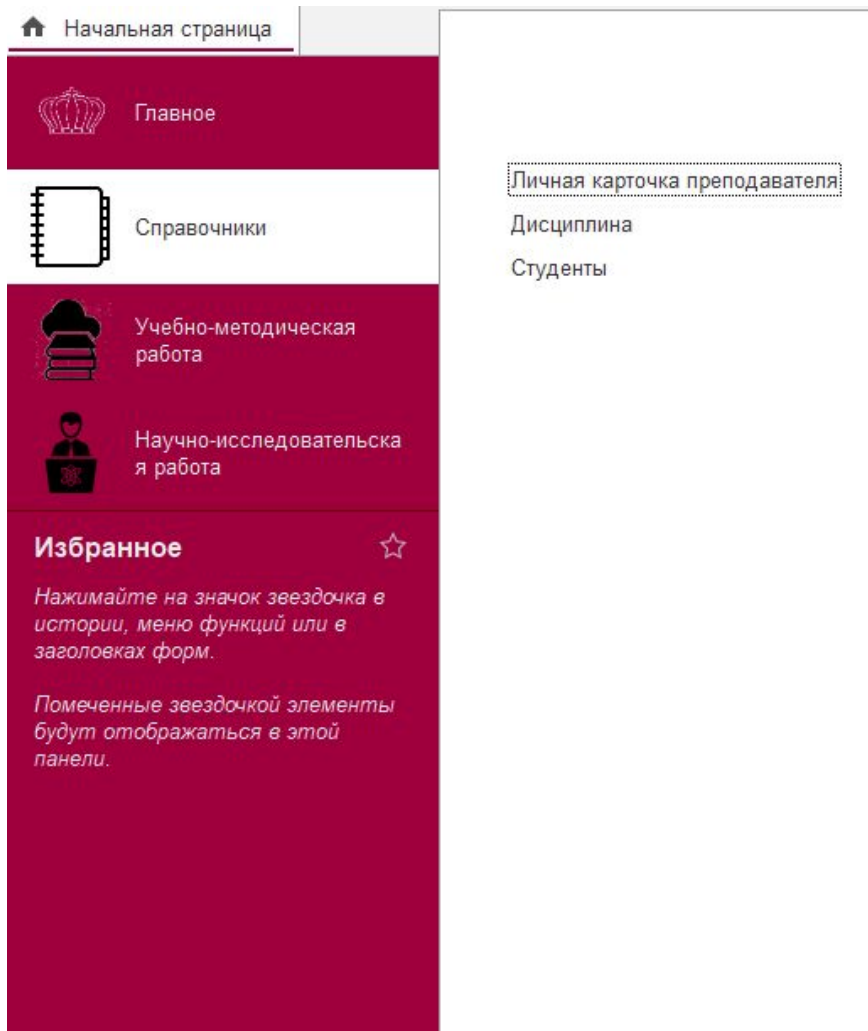 Начальная страница
Главное
Справочники
Учебно-методическая
работа
Научно-исследовательска
я работа
Избранное
Нажимайте на значок звездочка в
истории, меню функций или в
заголовках форм.
Помеченные звездочкой элементы
будут отображаться в этой
панели.
Личная карточка преподавателя
Дисциплина
Студенты